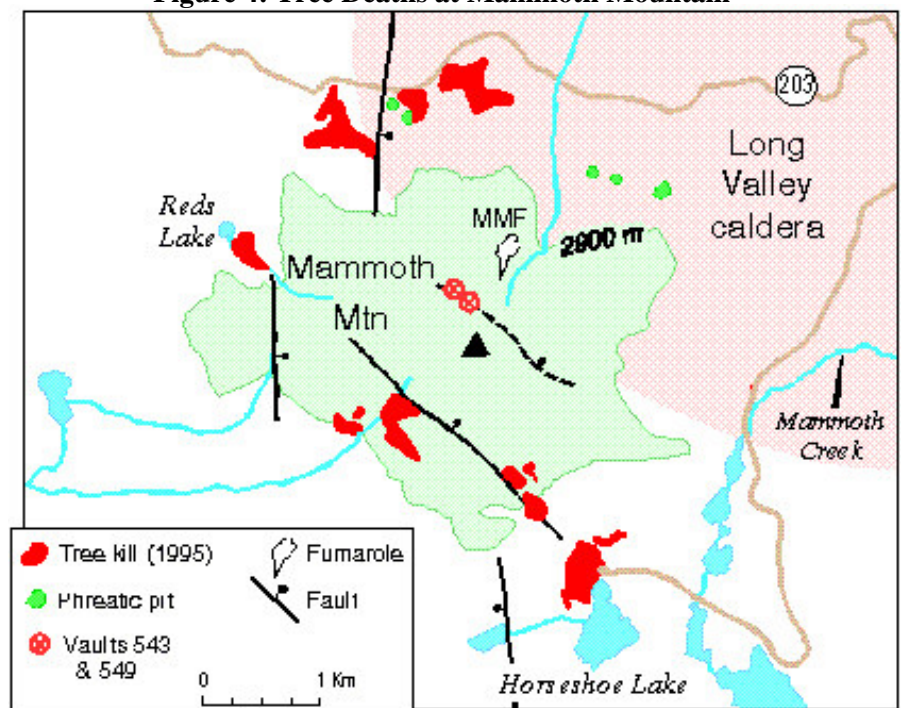 Figure 4. Tree Deaths at Mammoth Mountain
203
Long
Valley
caldera
Reds
Lake
MMF
2900 m
Mammoth
Mtn
Mammoth
Creek
Tree kill (1995)
Fumarole
Phreatic pit
Fault
Vaults 543
& 549
0 1 Km
Horseshoe Lake